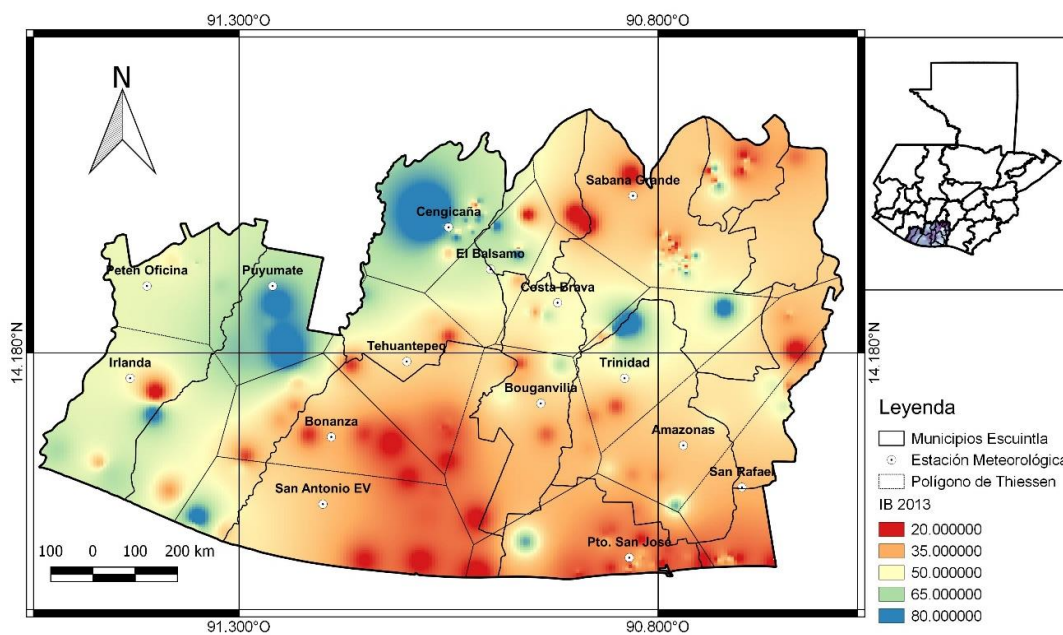 91.300°O 90.800°O
N
Sabana Grande
Cengicaña
El Balsamo
Peten Oficina
Puyumate
Costa Brava
14.180°N
14.180°N
Tehuantepeq
Irlanda
Trinidad
Bouganvilia
Bonanza
Amazonas
San Rafael
San Antonio EV
Pto. San José
100 0 100 200 km
91.300°O 90.800°O
Leyenda
Municipios Escuintla
Estación Meteorológica
Polígono de Thiessen
IB 2013
20.000000
35.000000
50.000000
65.000000
80.000000